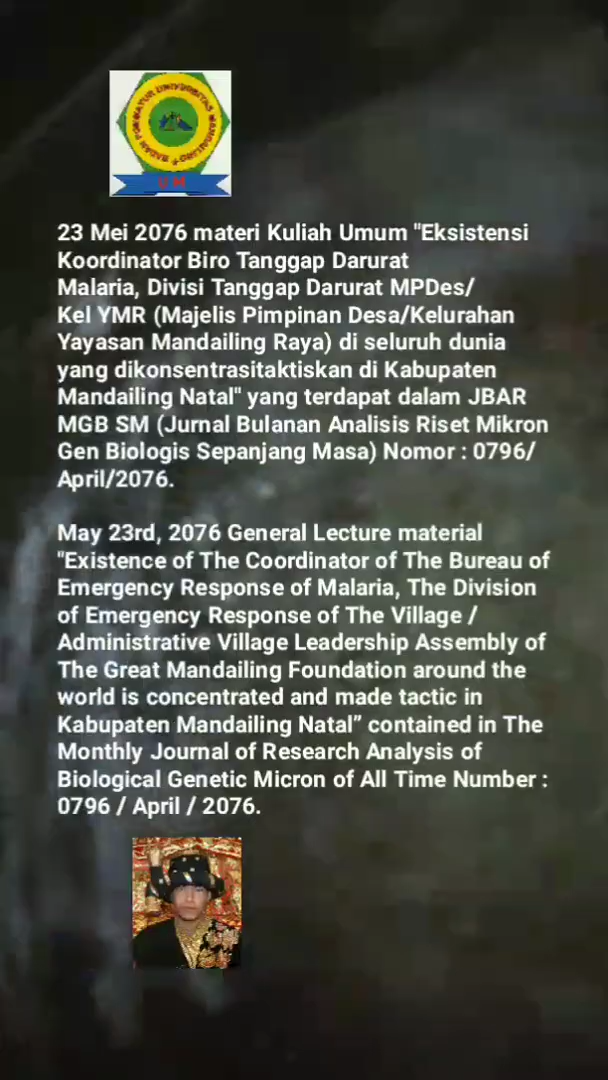 BADAN FORMATUR UNIVERSITAS MANDAILING
U M
23 Mei 2076 materi Kuliah Umum "Eksistensi
Koordinator Biro Tanggap Darurat
Malaria, Divisi Tanggap Darurat MPDes/
Kel YMR (Majelis Pimpinan Desa/Kelurahan
Yayasan Mandailing Raya) di seluruh dunia
yang dikonsentrasitaktiskan di Kabupaten
Mandailing Natal" yang terdapat dalam JBAR
MGB SM (Jurnal Bulanan Analisis Riset Mikron
Gen Biologis Sepanjang Masa) Nomor : 0796/
April/2076.
May 23rd, 2076 General Lecture material
"Existence of The Coordinator of The Bureau of
Emergency Response of Malaria, The Division
of Emergency Response of The Village /
Administrative Village Leadership Assembly of
The Great Mandailing Foundation around the
world is concentrated and made tactic in
Kabupaten Mandailing Natal” contained in The
Monthly Journal of Research Analysis of
Biological Genetic Micron of All Time Number :
0796 / April / 2076.